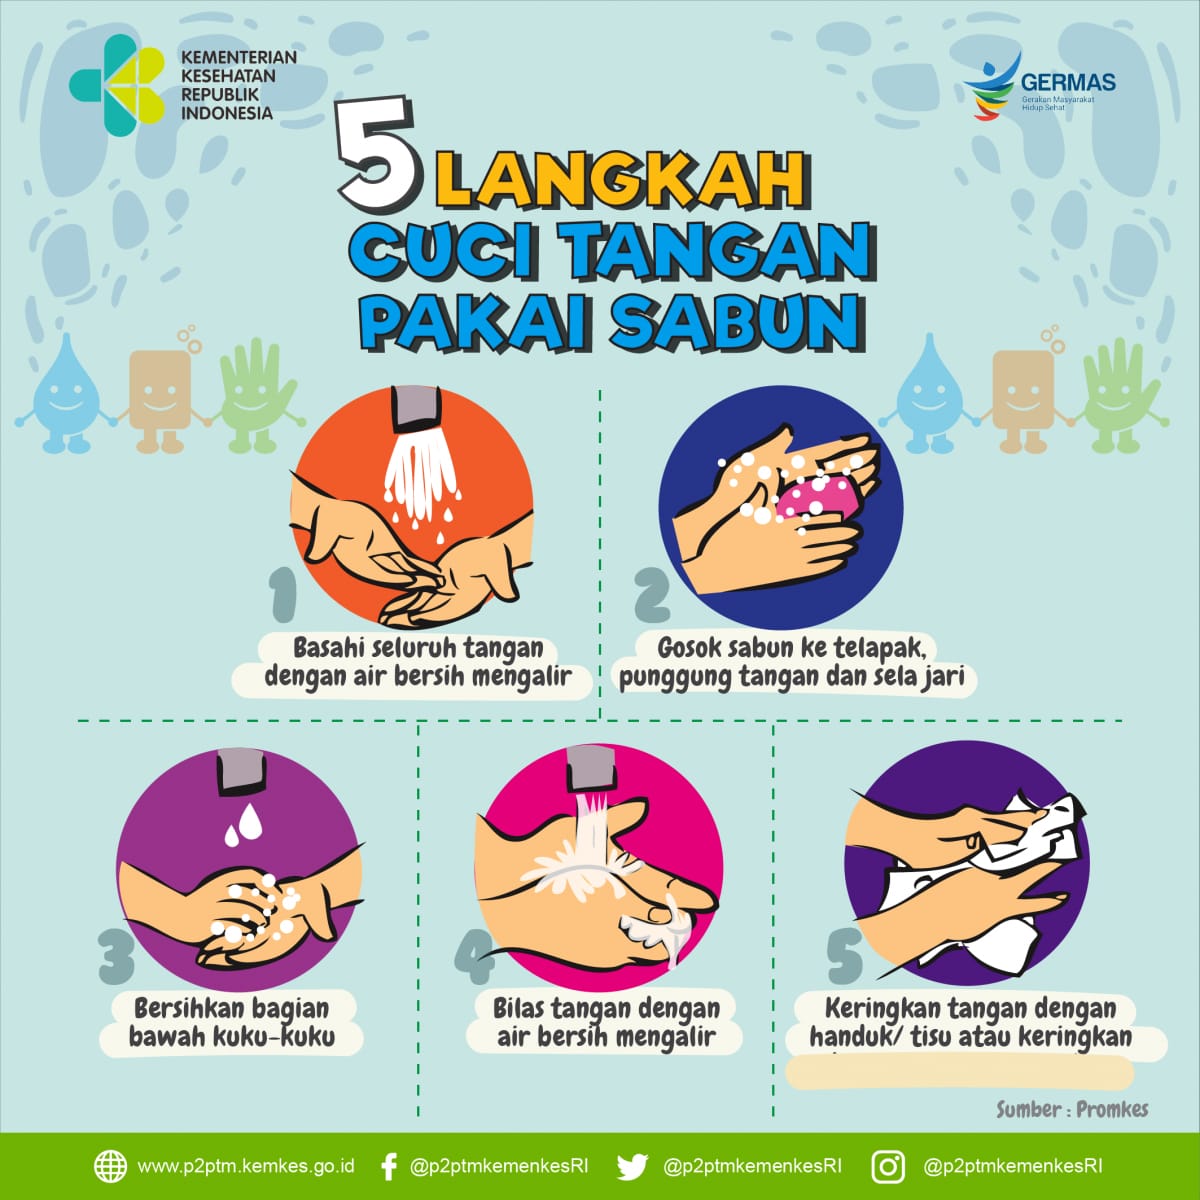 KEMENTERIAN
KESEHATAN
REPUBLIK
INDONESIA
GERMAS
Gerakan Masyarakat
Hidup Sehat
5 LANGKAH
CUCI TANGAN
PAKAI SABUN
1
Basahi seluruh tangan
dengan air bersih mengalir
2
Gosok sabun ke telapak,
punggung tangan dan sela jari
3
Bersihkan bagian
bawah kuku-kuku
4
Bilas tangan dengan
air bersih mengalir
5
Keringkan tangan dengan
handuk/ tisu atau keringkan
Sumber : Promkes
www.p2ptm.kemkes.go.id
@p2ptmkemenkesRI
@p2ptmkemenkesRI
@p2ptmkemenkesRI